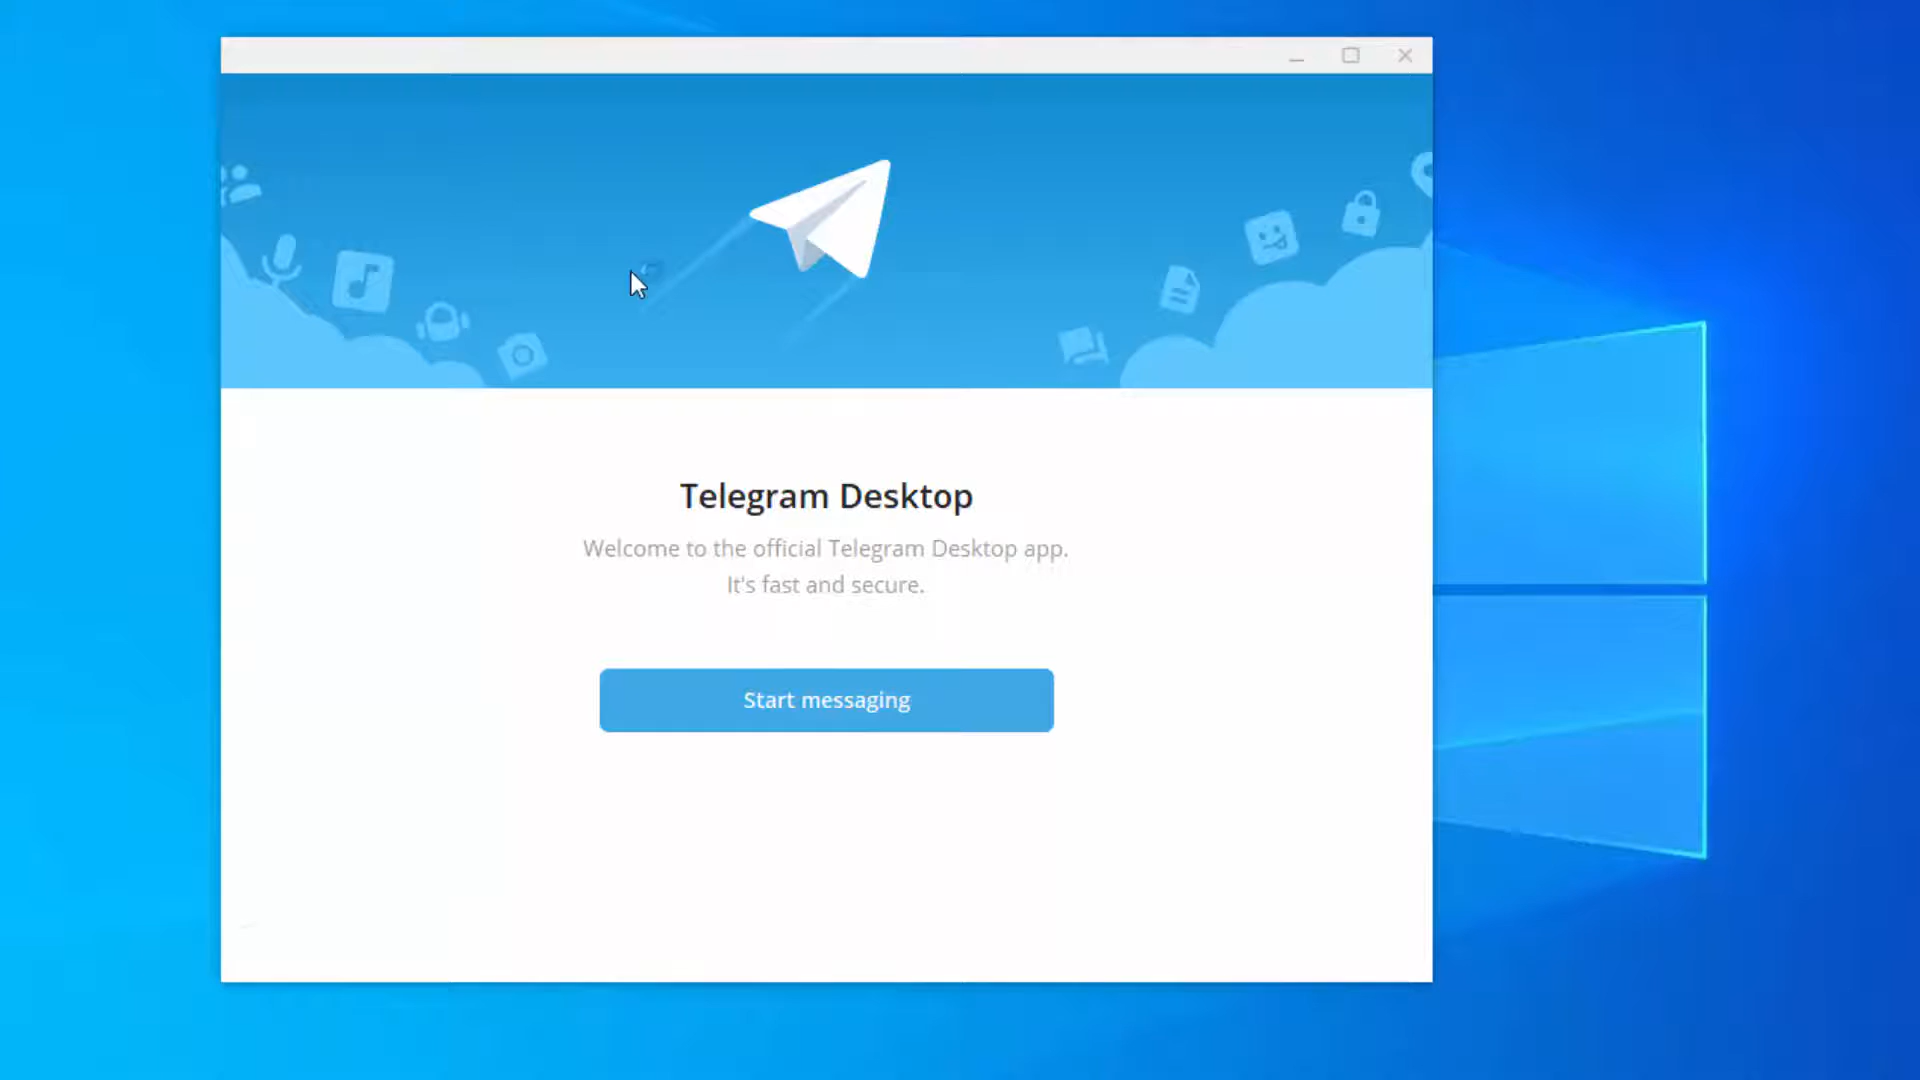 Telegram Desktop
Welcome to the official Telegram Desktop app.
It's fast and secure.
Start messaging